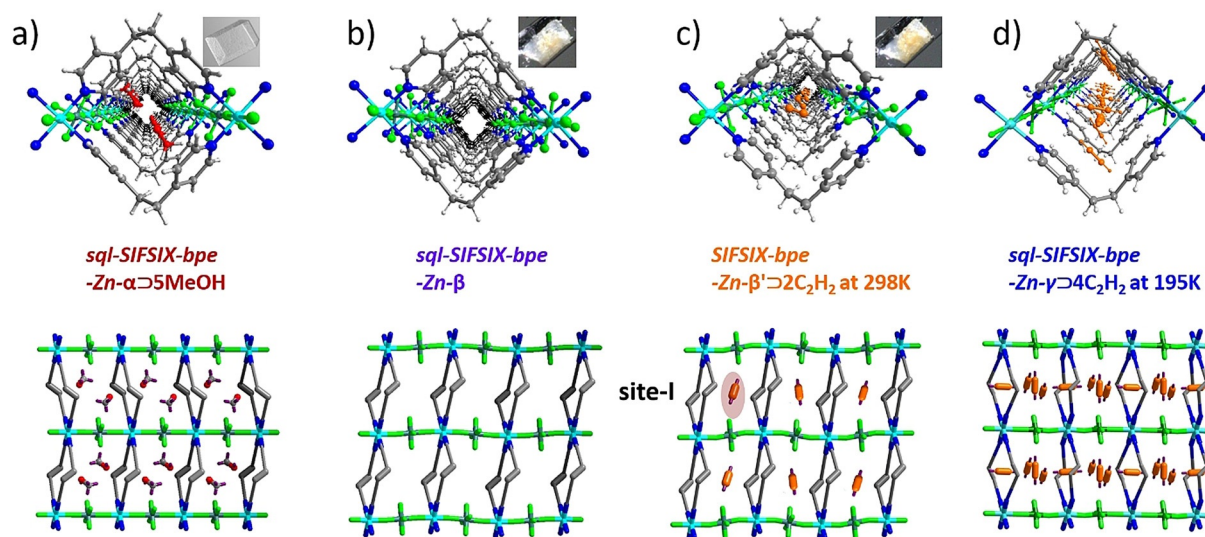 a)
b)
c)
d)
sql-SIFSIX-bpe
-Zn-α⊃5MeOH
sql-SIFSIX-bpe
-Zn-β
SIFSIX-bpe
-Zn-β'⊃2C₂H₂ at 298K
sql-SIFSIX-bpe
-Zn-γ⊃4C₂H₂ at 195K
site-I